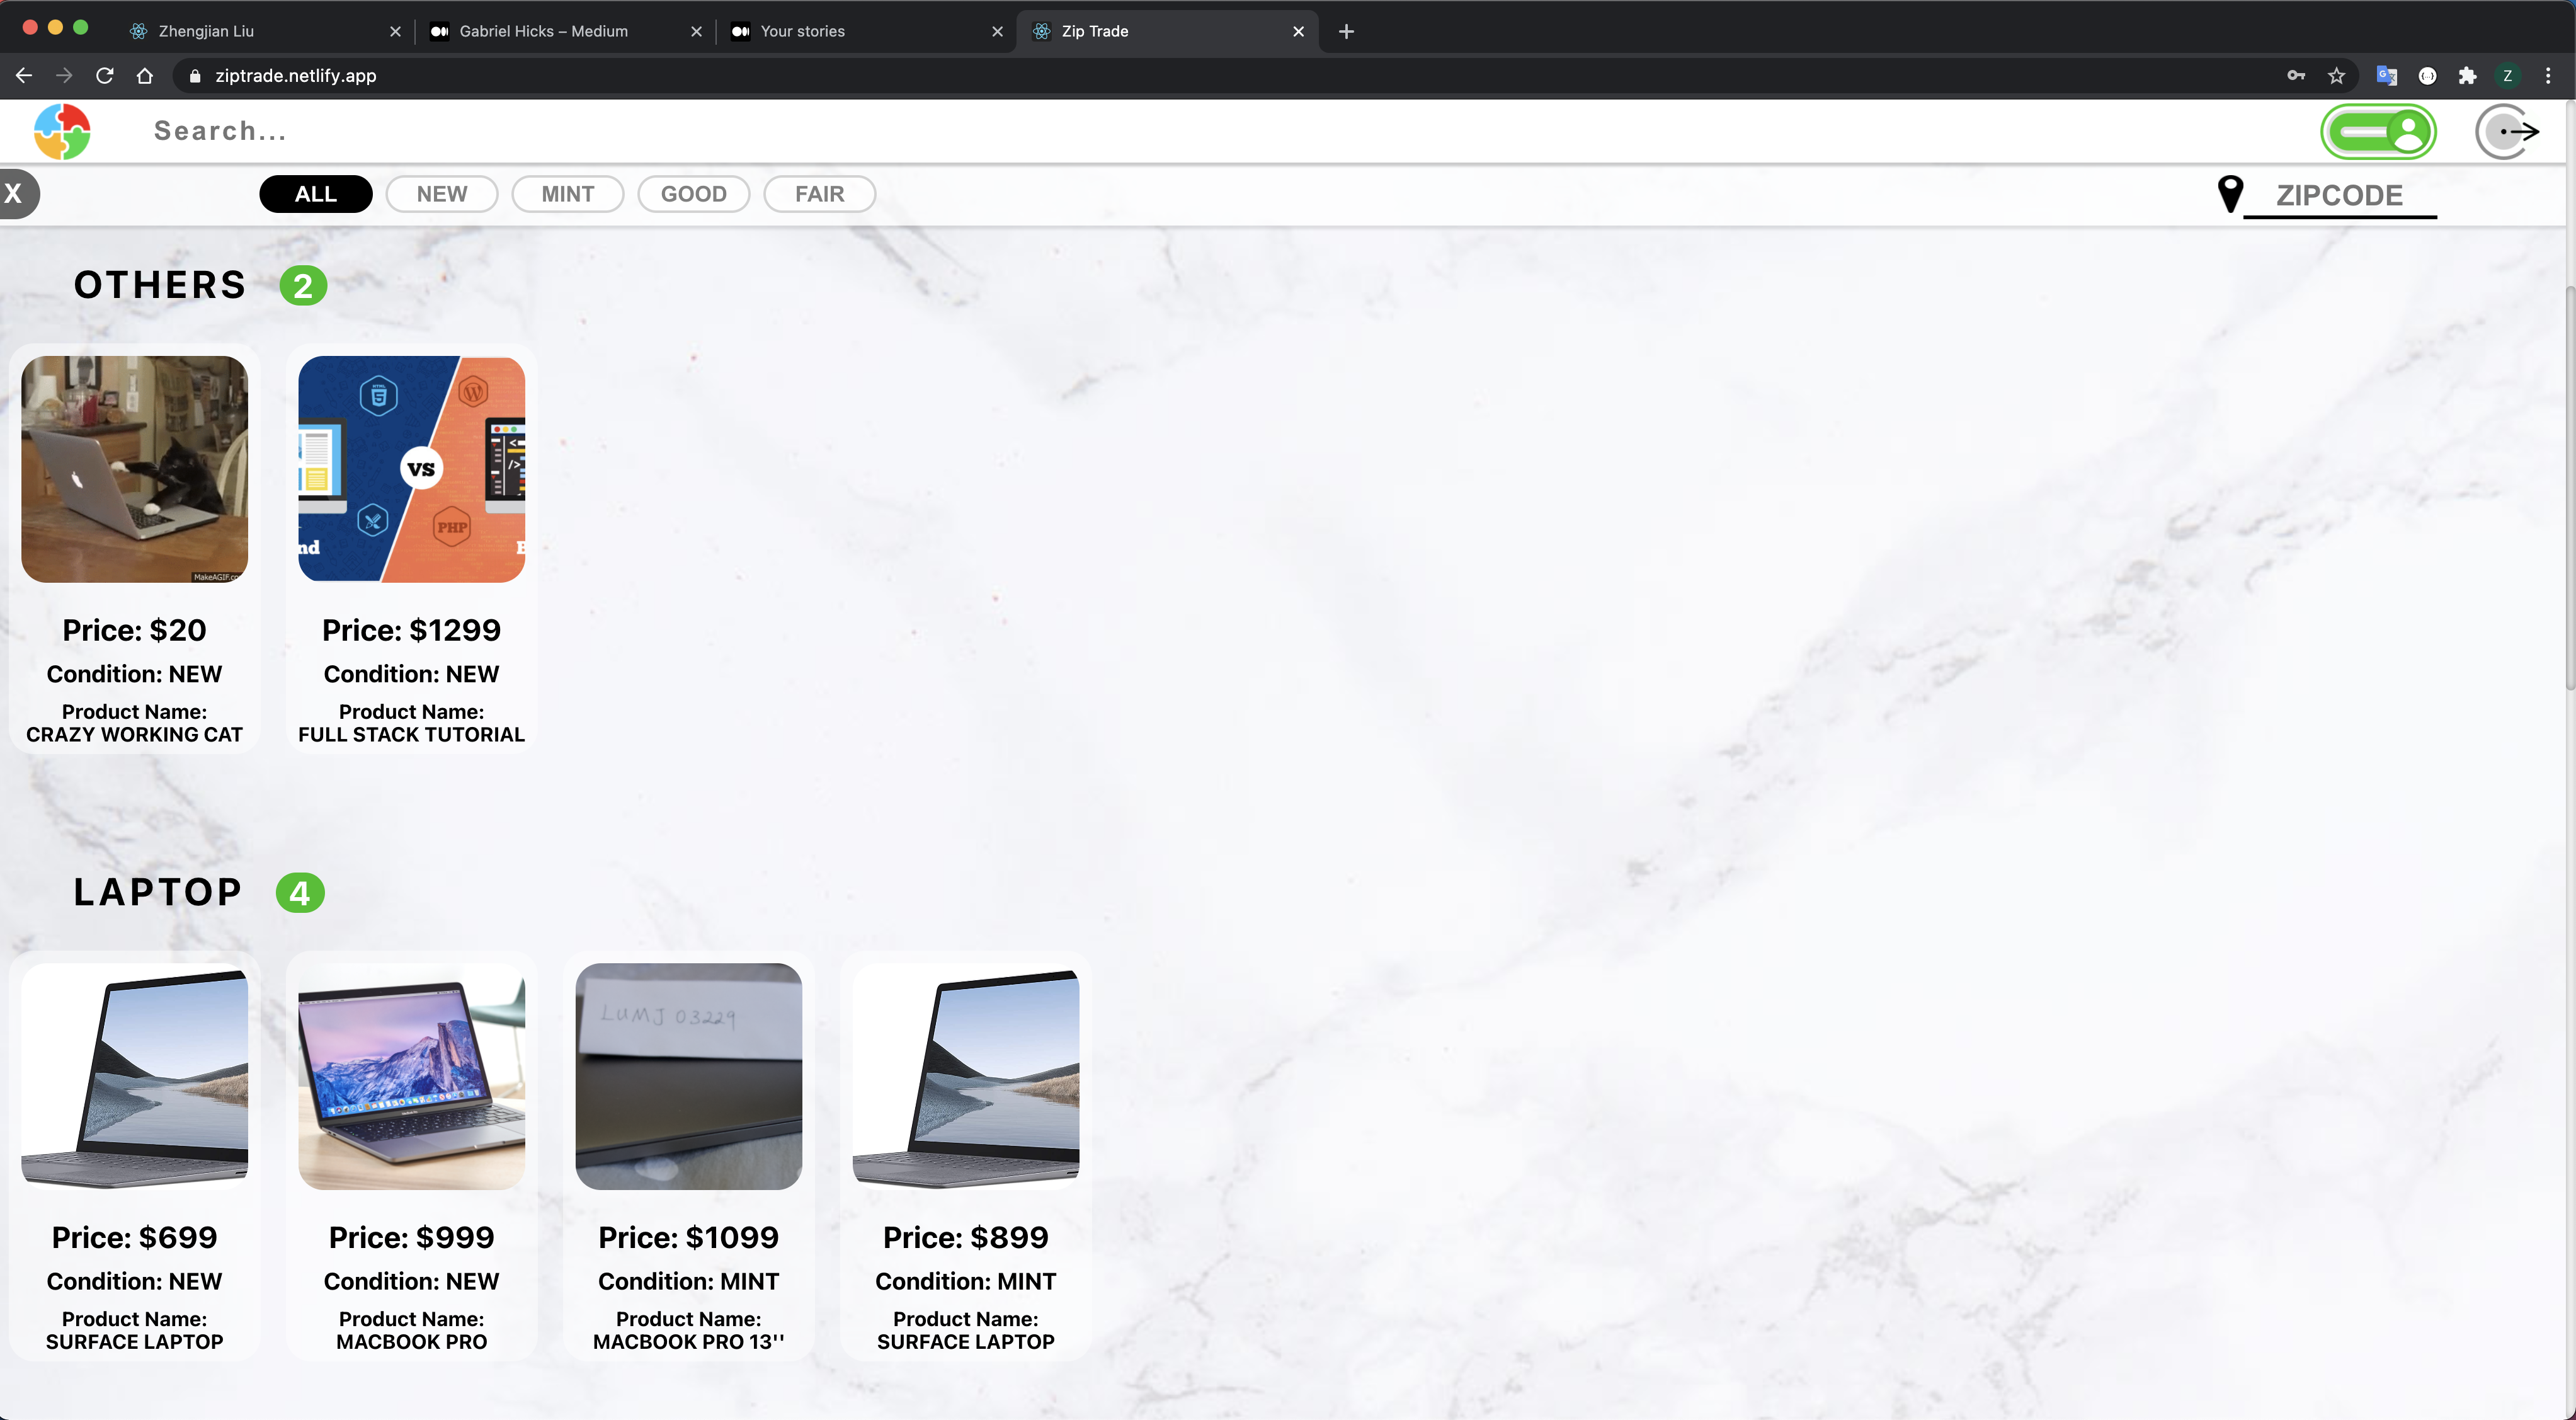 Zhengjian Liu
Gabriel Hicks – Medium
Your stories
Zip Trade
ziptrade.netlify.app
Z
Search...
X
ALL
NEW
MINT
GOOD
FAIR
ZIPCODE
OTHERS 2
HTML
5
VS
PHP
nd
MakeAGIF.co
Price: $20
Condition: NEW
Product Name:
CRAZY WORKING CAT
Price: $1299
Condition: NEW
Product Name:
FULL STACK TUTORIAL
LAPTOP 4
LUMJ 03229
Price: $699
Condition: NEW
Product Name:
SURFACE LAPTOP
Price: $999
Condition: NEW
Product Name:
MACBOOK PRO
Price: $1099
Condition: MINT
Product Name:
MACBOOK PRO 13''
Price: $899
Condition: MINT
Product Name:
SURFACE LAPTOP